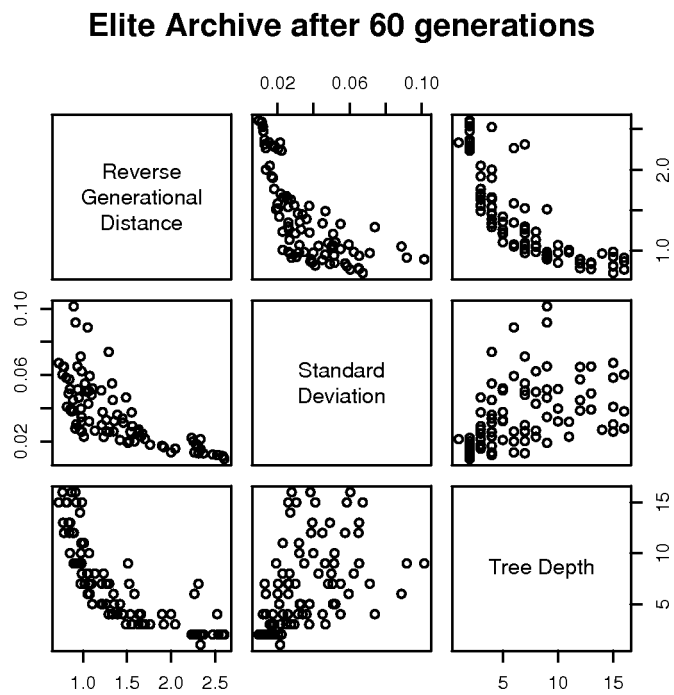 Elite Archive after 60 generations
0.02 0.06 0.10
Reverse
Generational
Distance
1.0 2.0
0.02 0.06 0.10
Standard
Deviation
Tree Depth
5 10 15
1.0 1.5 2.0 2.5
5 10 15